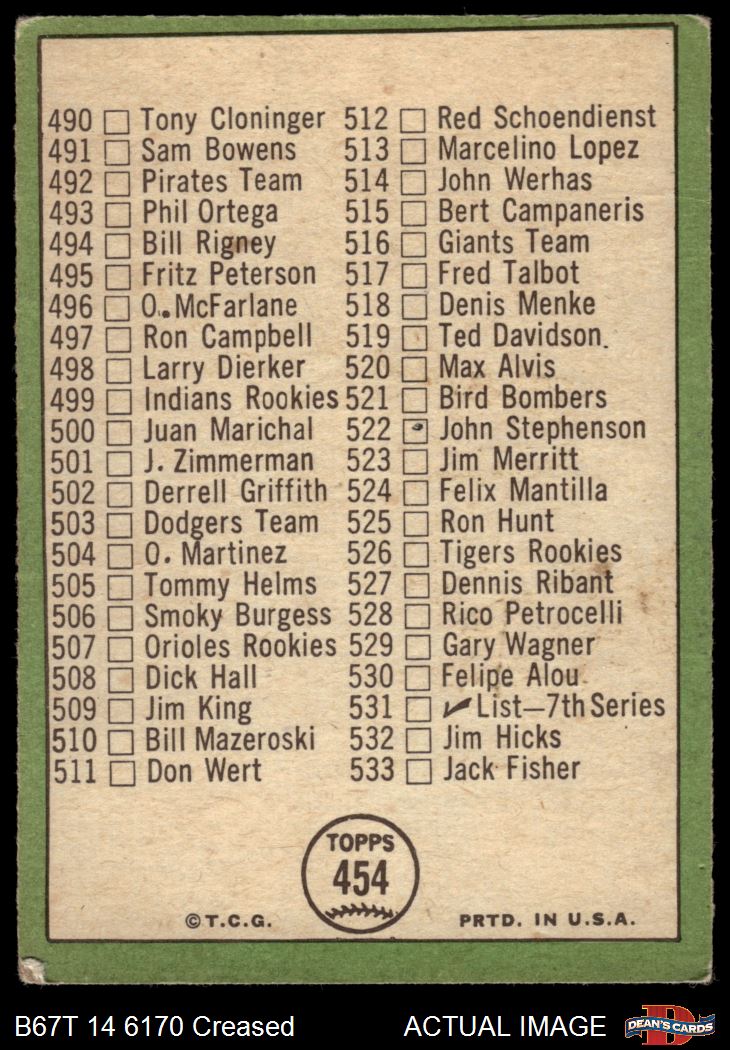 490 Tony Cloninger
491 Sam Bowens
492 Pirates Team
493 Phil Ortega
494 Bill Rigney
495 Fritz Peterson
496 O. McFarlane
497 Ron Campbell
498 Larry Dierker
499 Indians Rookies
500 Juan Marichal
501 J. Zimmerman
502 Derrell Griffith
503 Dodgers Team
504 O. Martinez
505 Tommy Helms
506 Smoky Burgess
507 Orioles Rookies
508 Dick Hall
509 Jim King
510 Bill Mazeroski
511 Don Wert
512 Red Schoendienst
513 Marcelino Lopez
514 John Werhas
515 Bert Campaneris
516 Giants Team
517 Fred Talbot
518 Denis Menke
519 Ted Davidson
520 Max Alvis
521 Bird Bombers
522 John Stephenson
523 Jim Merritt
524 Felix Mantilla
525 Ron Hunt
526 Tigers Rookies
527 Dennis Ribant
528 Rico Petrocelli
529 Gary Wagner
530 Felipe Alou
531 ✓List—7th Series
532 Jim Hicks
533 Jack Fisher
TOPPS
454
©T.C.G.
PRTD. IN U.S.A.
B67T 14 6170 Creased
ACTUAL IMAGE
DEAN'S CARDS